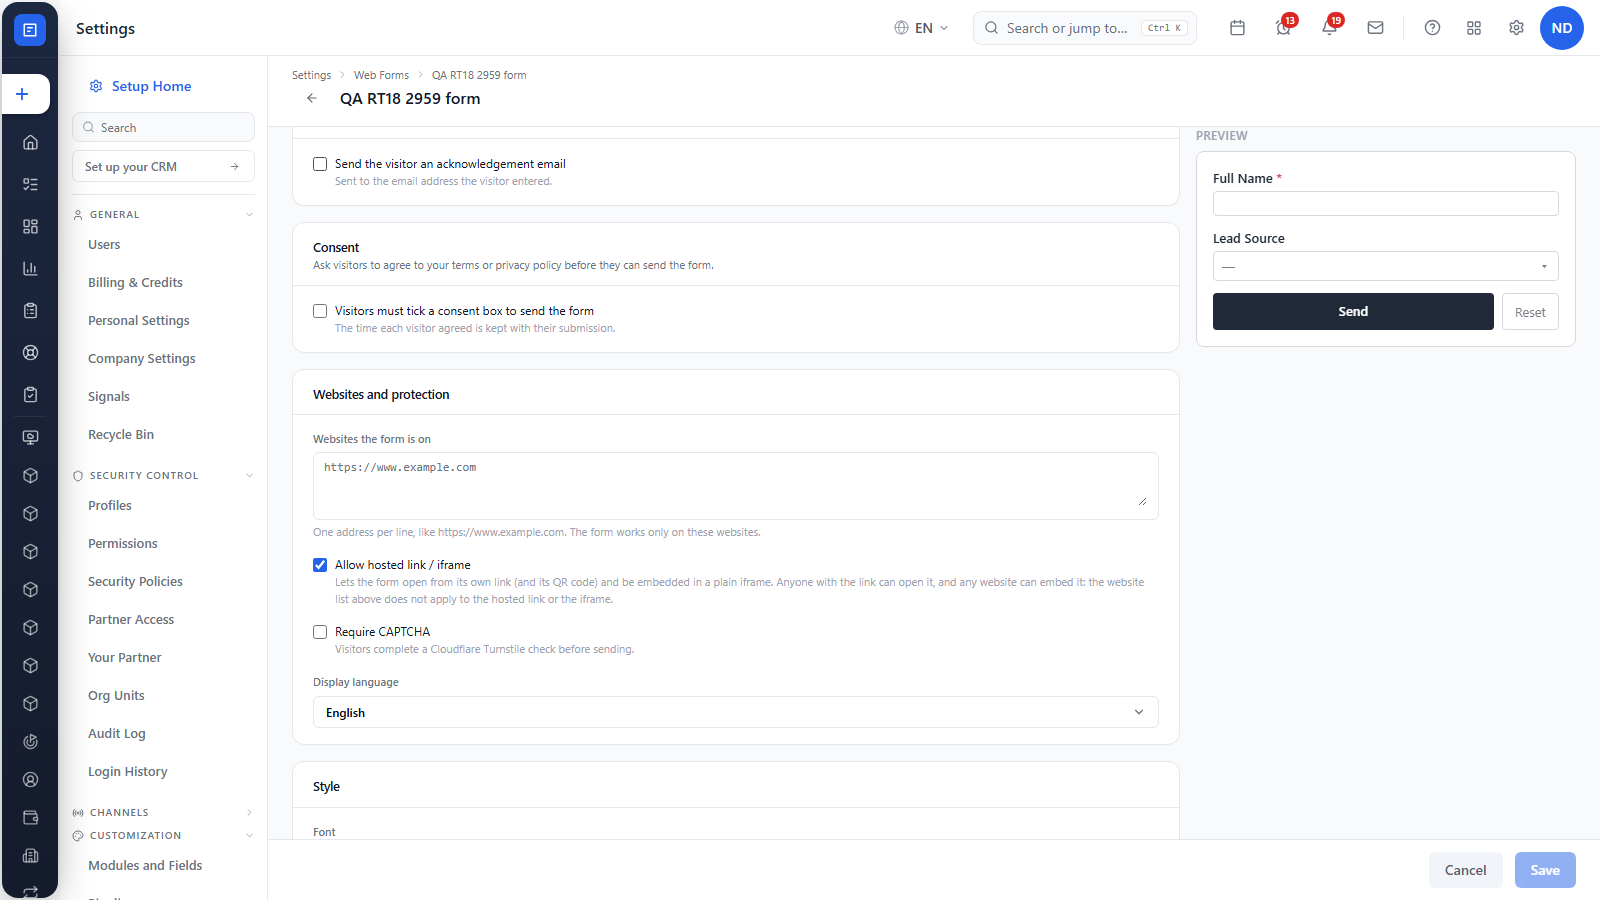 Settings
EN
Search or jump to...
Ctrl K
13
19
ND
Setup Home
Search
Set up your CRM
GENERAL
Users
Billing & Credits
Personal Settings
Company Settings
Signals
Recycle Bin
SECURITY CONTROL
Profiles
Permissions
Security Policies
Partner Access
Your Partner
Org Units
Audit Log
Login History
CHANNELS
CUSTOMIZATION
Modules and Fields
Settings > Web Forms > QA RT18 2959 form
QA RT18 2959 form
Send the visitor an acknowledgement email
Sent to the email address the visitor entered.
Consent
Ask visitors to agree to your terms or privacy policy before they can send the form.
Visitors must tick a consent box to send the form
The time each visitor agreed is kept with their submission.
Websites and protection
Websites the form is on
https://www.example.com
One address per line, like https://www.example.com. The form works only on these websites.
Allow hosted link / iframe
Lets the form open from its own link (and its QR code) and be embedded in a plain iframe. Anyone with the link can open it, and any website can embed it: the website
list above does not apply to the hosted link or the iframe.
Require CAPTCHA
Visitors complete a Cloudflare Turnstile check before sending.
Display language
English
Style
Font
PREVIEW
Full Name *
Lead Source
—
Send
Reset
Cancel
Save